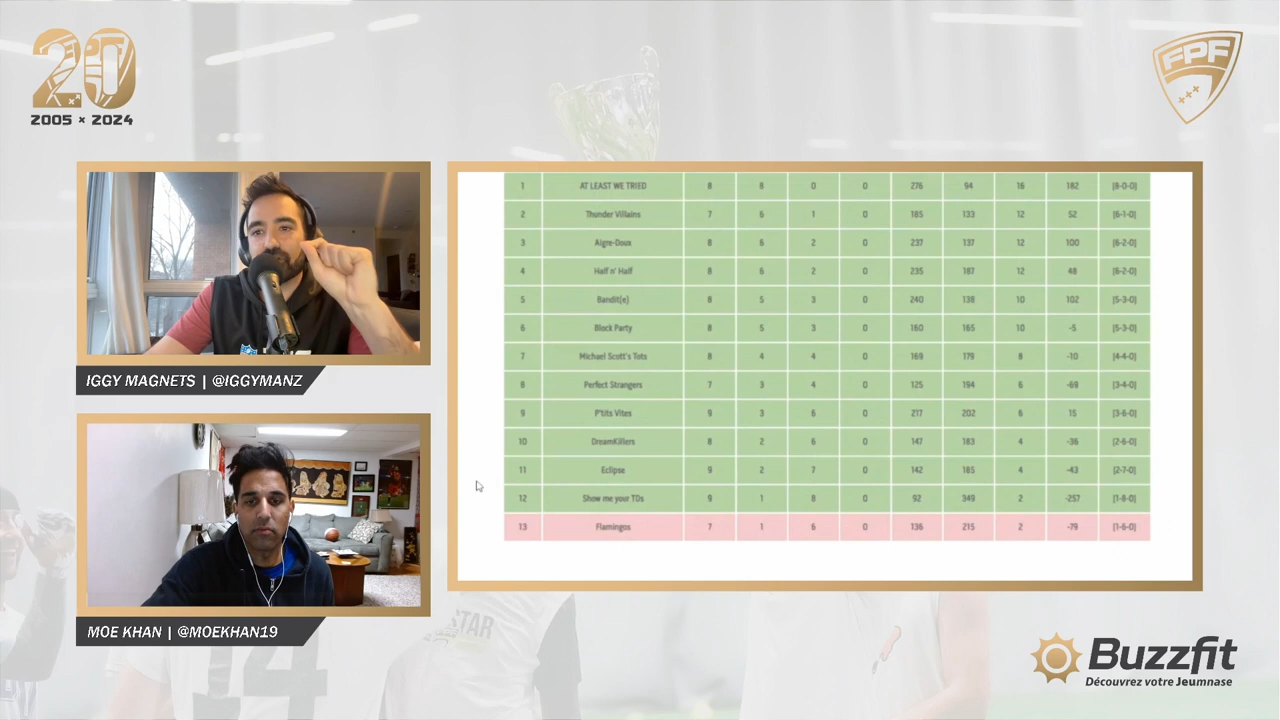 20
2005 × 2024
FPF
1 AT LEAST WE TRIED 8 8 0 0 276 94 16 182 [8-0-0]
2 Thunder Villains 7 6 1 0 185 133 12 52 [6-1-0]
3 Aigre-Doux 8 6 2 0 237 137 12 100 [6-2-0]
4 Half n' Half 8 6 2 0 235 187 12 48 [6-2-0]
5 Bandit(e) 8 5 3 0 240 138 10 102 [5-3-0]
6 Block Party 8 5 3 0 160 165 10 -5 [5-3-0]
7 Michael Scott's Tots 8 4 4 0 169 179 8 -10 [4-4-0]
8 Perfect Strangers 7 3 4 0 125 194 6 -69 [3-4-0]
9 P'tits Vites 9 3 6 0 217 202 6 15 [3-6-0]
10 DreamKillers 8 2 6 0 147 183 4 -36 [2-6-0]
11 Eclipse 9 2 7 0 142 185 4 -43 [2-7-0]
12 Show me your TDs 9 1 8 0 92 349 2 -257 [1-8-0]
13 Flamingos 7 1 6 0 136 215 2 -79 [1-6-0]
IGGY MAGNETS | @IGGYMANZ
MOE KHAN | @MOEKHAN19
STAR
14
Buzzfit
Découvrez votre Jeumnase